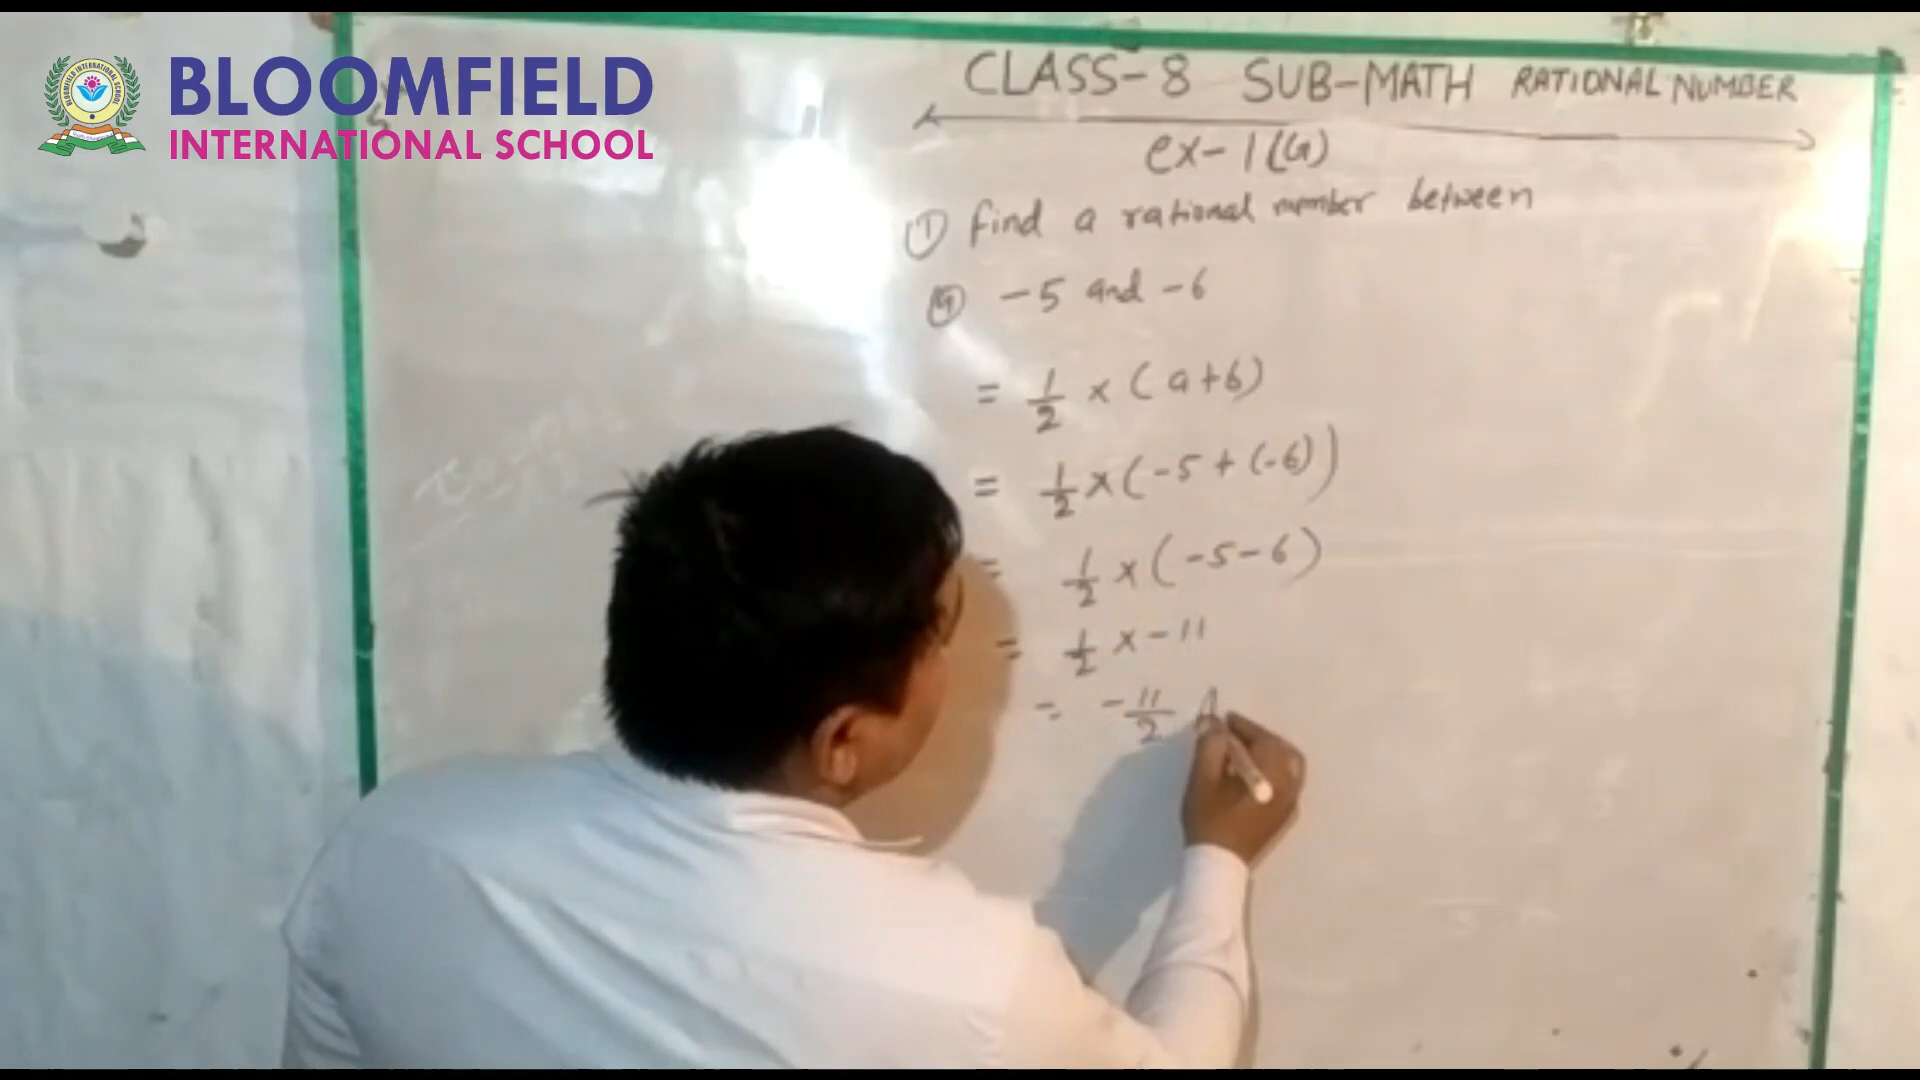 BLOOMFIELD
INTERNATIONAL SCHOOL
CLASS-8 SUB-MATH RATIONAL NUMBER
ex-1(G)
① Find a rational number between
ⓐ -5 and -6
= 1/2 × (a+b)
= 1/2 × (-5 + (-6))
= 1/2 × (-5-6)
= 1/2 × -11
= -11/2 A